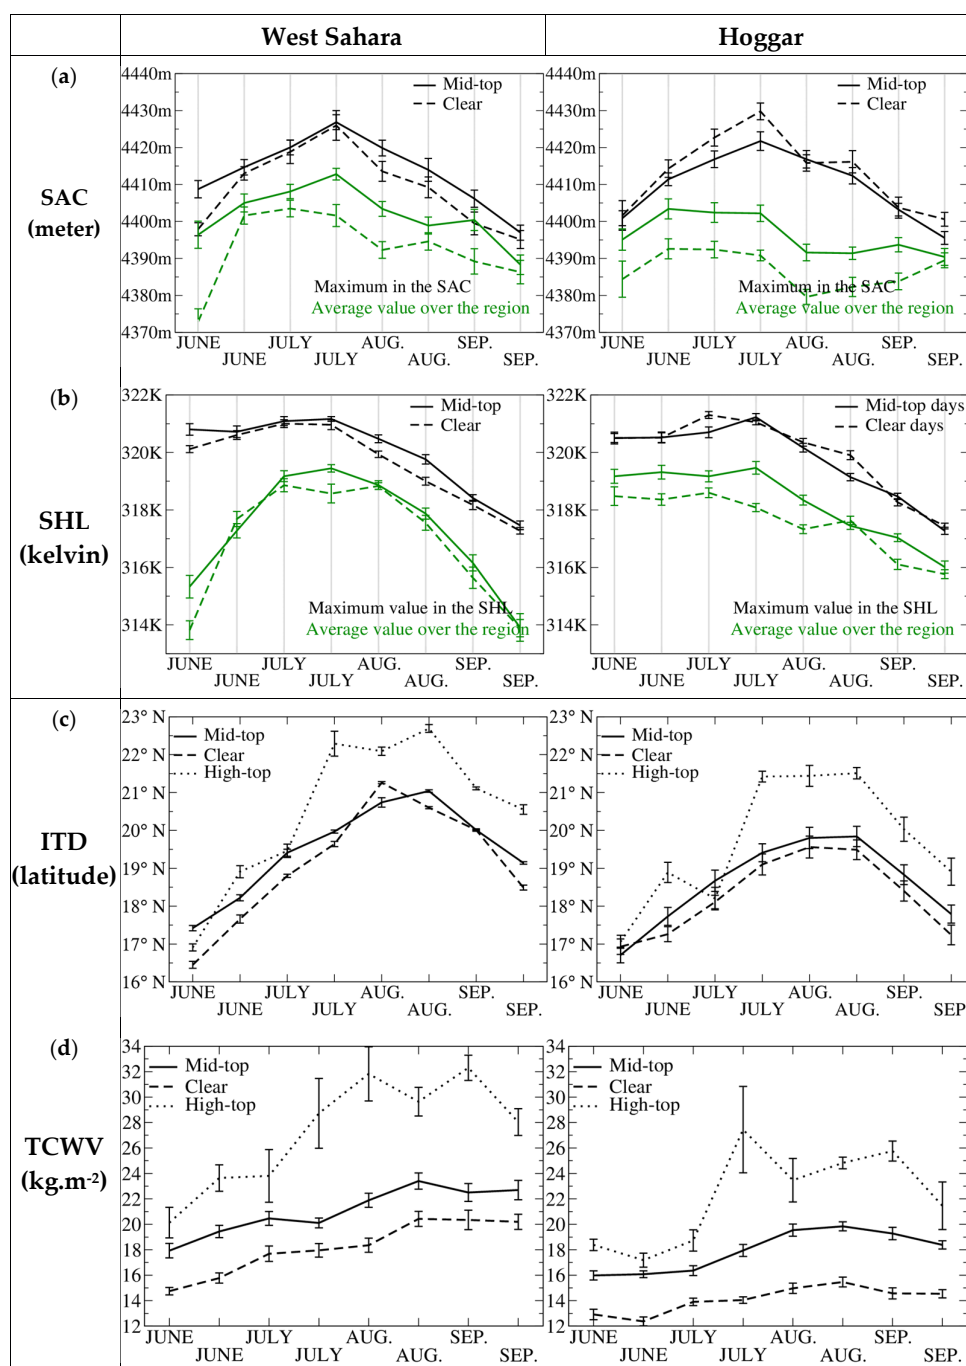 West Sahara
Hoggar
(a)
SAC
(meter)
4440m
4430m
4420m
4410m
4400m
4390m
4380m
4370m
Mid-top
Clear
Maximum in the SAC
Average value over the region
JUNE
JUNE
JULY
JULY
AUG.
AUG.
SEP.
SEP.
4440m
4430m
4420m
4410m
4400m
4390m
4380m
4370m
Mid-top
Clear
Maximum in the SAC
Average value over the region
JUNE
JUNE
JULY
JULY
AUG.
AUG.
SEP.
SEP.
(b)
SHL
(kelvin)
322K
320K
318K
316K
314K
Mid-top
Clear
Maximum value in the SHL
Average value over the region
JUNE
JUNE
JULY
JULY
AUG.
AUG.
SEP.
SEP.
322K
320K
318K
316K
314K
Mid-top days
Clear days
Maximum value in the SHL
Average value over the region
JUNE
JUNE
JULY
JULY
AUG.
AUG.
SEP.
SEP.
(c)
ITD
(latitude)
23° N
22° N
21° N
20° N
19° N
18° N
17° N
16° N
Mid-top
Clear
High-top
JUNE
JUNE
JULY
JULY
AUG.
AUG.
SEP.
SEP.
23° N
22° N
21° N
20° N
19° N
18° N
17° N
16° N
Mid-top
Clear
High-top
JUNE
JUNE
JULY
JULY
AUG.
AUG.
SEP.
SEP.
(d)
TCWV
(kg.m-2)
34
32
30
28
26
24
22
20
18
16
14
12
Mid-top
Clear
High-top
JUNE
JUNE
JULY
JULY
AUG.
AUG.
SEP.
SEP.
34
32
30
28
26
24
22
20
18
16
14
12
Mid-top
Clear
High-top
JUNE
JUNE
JULY
JULY
AUG.
AUG.
SEP.
SEP.